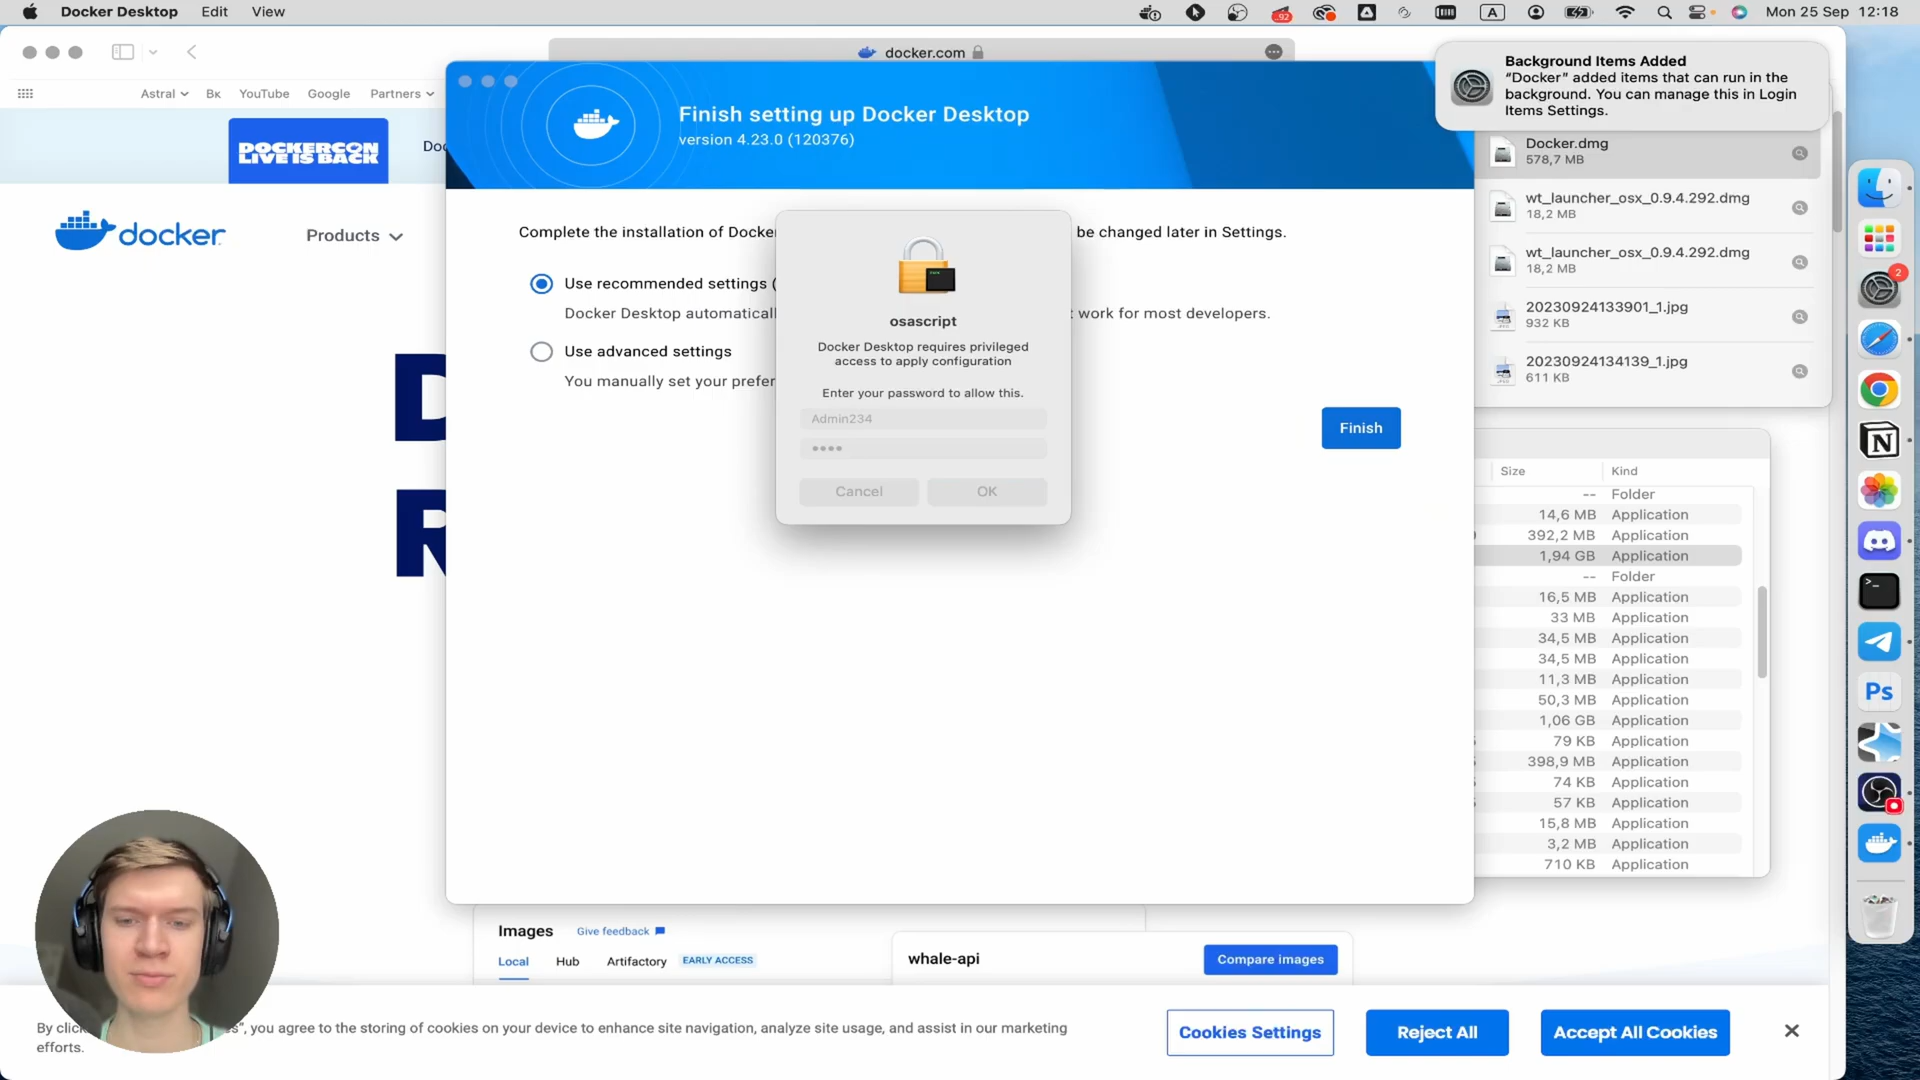 Docker Desktop Edit View
92
A
Mon 25 Sep 12:18
docker.com
Astral
Вк
YouTube
Google
Partners
DOCKERCON
LIVE IS BACK
Doc
docker
Products
D
R
Finish setting up Docker Desktop
version 4.23.0 (120376)
Complete the installation of Docke
be changed later in Settings.
Use recommended settings (
Docker Desktop automaticall
t work for most developers.
Use advanced settings
You manually set your prefer
Finish
osascript
Docker Desktop requires privileged
access to apply configuration
Enter your password to allow this.
Admin234
••••
Cancel
OK
Background Items Added
“Docker” added items that can run in the
background. You can manage this in Login
Items Settings.
Docker.dmg
578,7 MB
wt_launcher_osx_0.9.4.292.dmg
18,2 MB
wt_launcher_osx_0.9.4.292.dmg
18,2 MB
20230924133901_1.jpg
932 KB
20230924134139_1.jpg
611 KB
Size Kind
-- Folder
14,6 MB Application
392,2 MB Application
1,94 GB Application
-- Folder
16,5 MB Application
33 MB Application
34,5 MB Application
34,5 MB Application
11,3 MB Application
50,3 MB Application
1,06 GB Application
79 KB Application
398,9 MB Application
74 KB Application
57 KB Application
15,8 MB Application
3,2 MB Application
710 KB Application
2
N
Ps
Images
Give feedback
Local
Hub
Artifactory
EARLY ACCESS
whale-api
Compare images
By click
s”, you agree to the storing of cookies on your device to enhance site navigation, analyze site usage, and assist in our marketing
efforts.
Cookies Settings
Reject All
Accept All Cookies